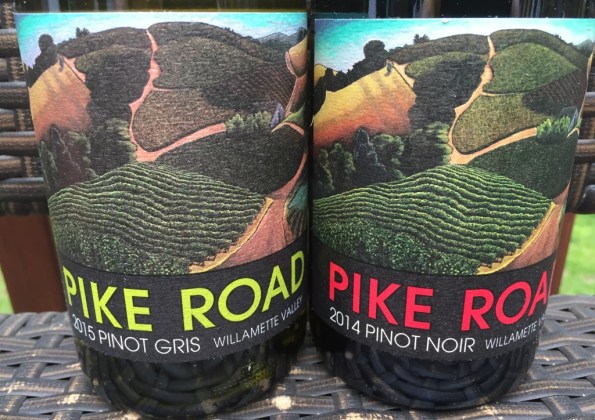 PIKE ROAD
2015 PINOT GRIS WILLAMETTE VALLEY
PIKE ROA
2014 PINOT NOIR WILLAMETTE